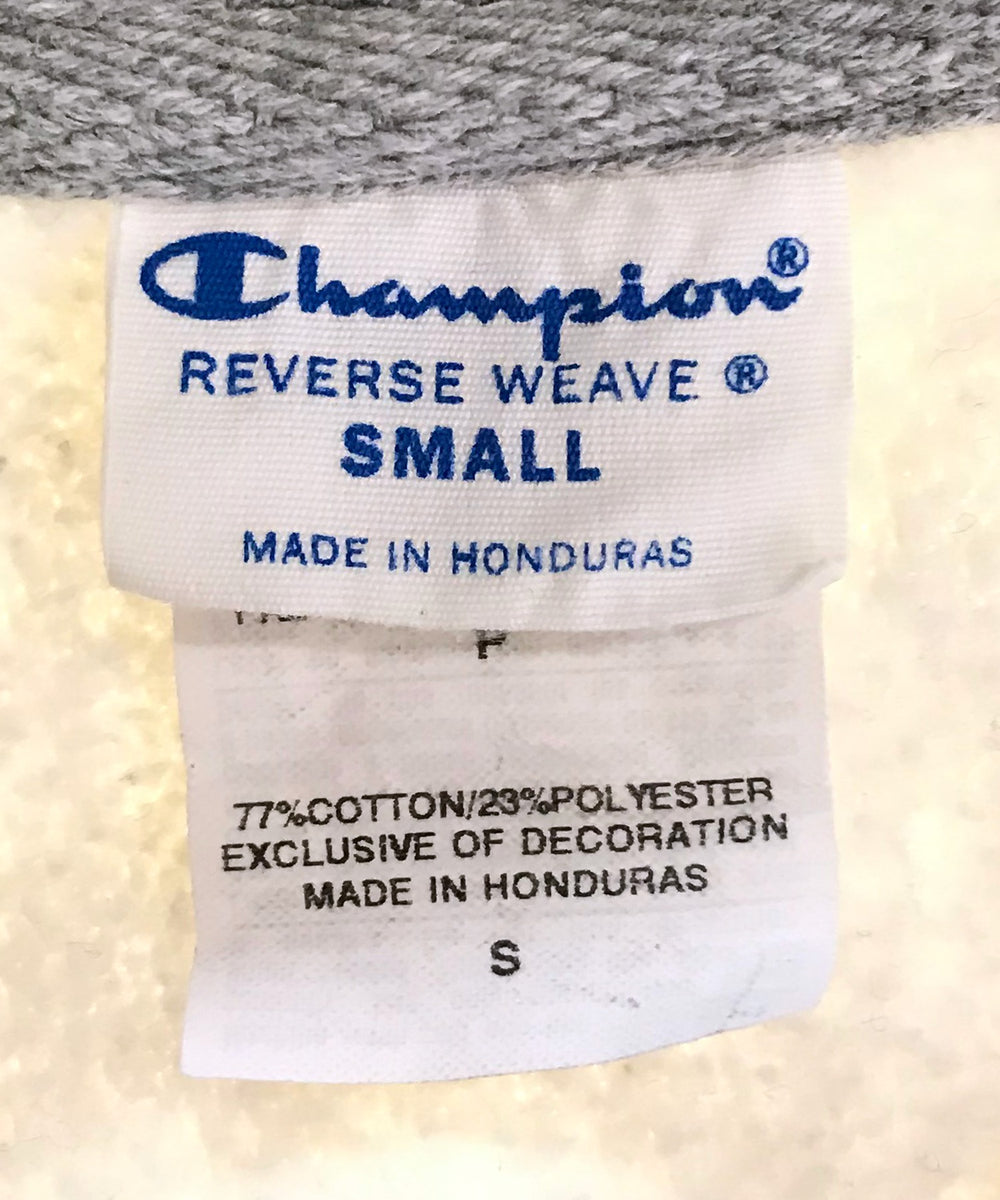 Champion®
REVERSE WEAVE ®
SMALL
MADE IN HONDURAS
77%COTTON/23%POLYESTER
EXCLUSIVE OF DECORATION
MADE IN HONDURAS
S